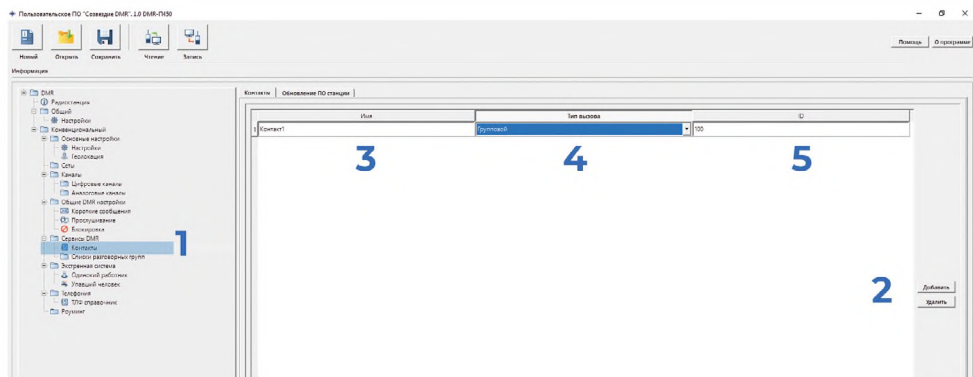 Пользовательское ПО "Созвездие DMR". 1.0 DMR-ПК50
Новый Открыть Сохранить Чтение Запись
Помощь О программе
Информация
DMR
Радиостанция
Общий
Настройки
Конвенциональный
Основные настройки
Настройки
Геолокация
Сеты
Каналы
Цифровые каналы
Аналоговые каналы
Общие DMR настройки
Короткие сообщения
Прослушивание
Блокировка
Сервисы DMR
Контакты
Списки разговорных групп
Экстренная система
Одинокий работник
Упавший человек
Телефония
ТЛФ справочник
Роуминг
1
Контакты Обновление ПО станции
Имя Тип вызова ID
1 Контакт1 Групповой 100
3 4 5
2
Добавить
Удалить